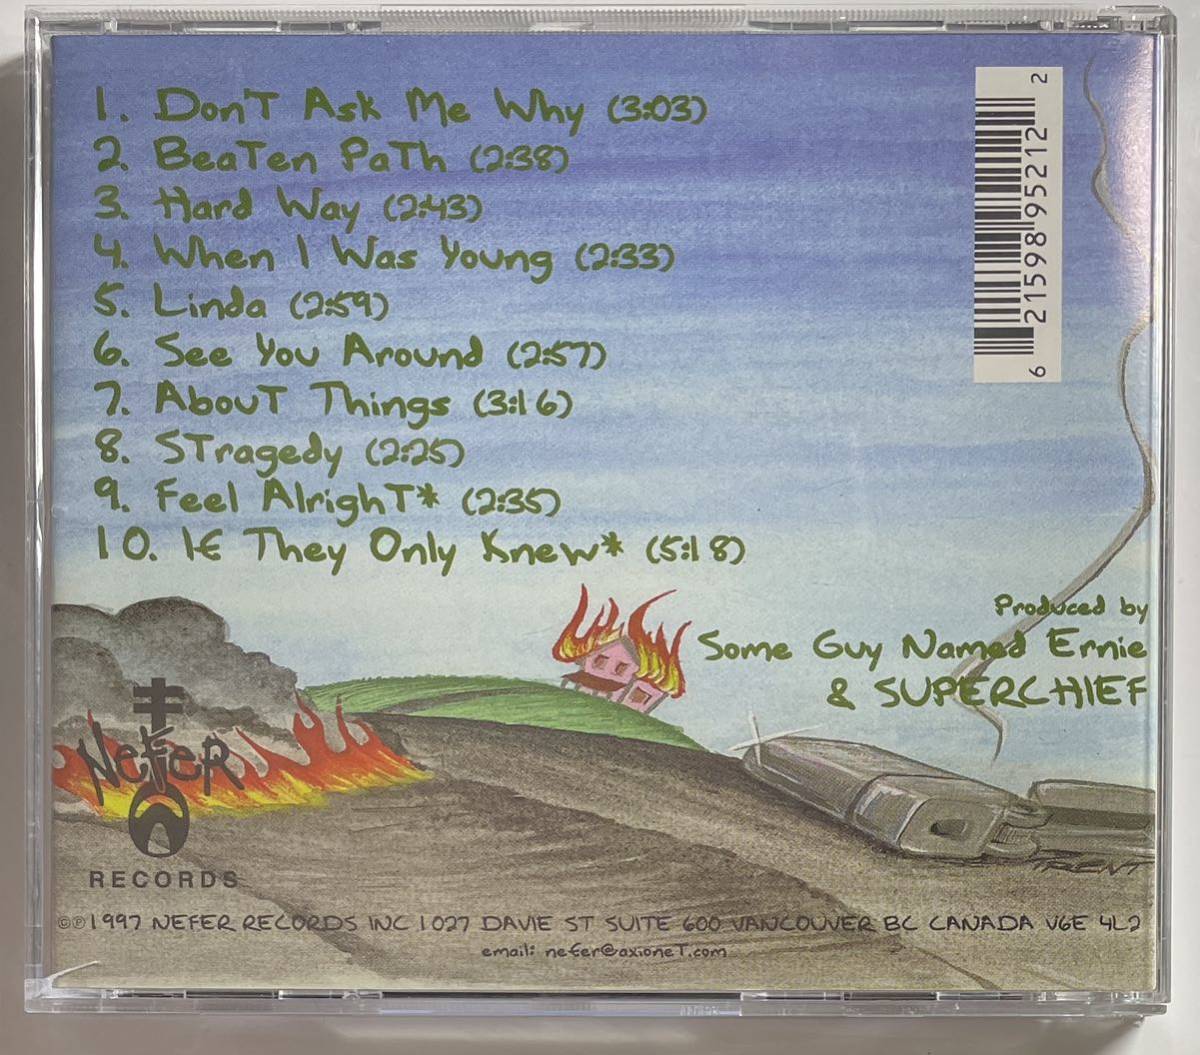 1. Don't Ask Me Why (3:03)
2. Beaten Path (2:38)
3. Hard Way (2:43)
4. When I Was Young (2:33)
5. Linda (2:59)
6. See You Around (2:57)
7. About Things (3:16)
8. STragedy (2:25)
9. Feel Alright* (2:35)
10. If They Only Knew* (5:18)
6 21598 95212 2
Produced by
Some Guy Named Ernie
& SUPERCHIEF
NEFER
RECORDS
TRENT
©℗1997 NEFER RECORDS INC 1027 DAVIE ST SUITE 600 VANCOUVER BC CANADA V6E 4L2
email: nefer@axionet.com